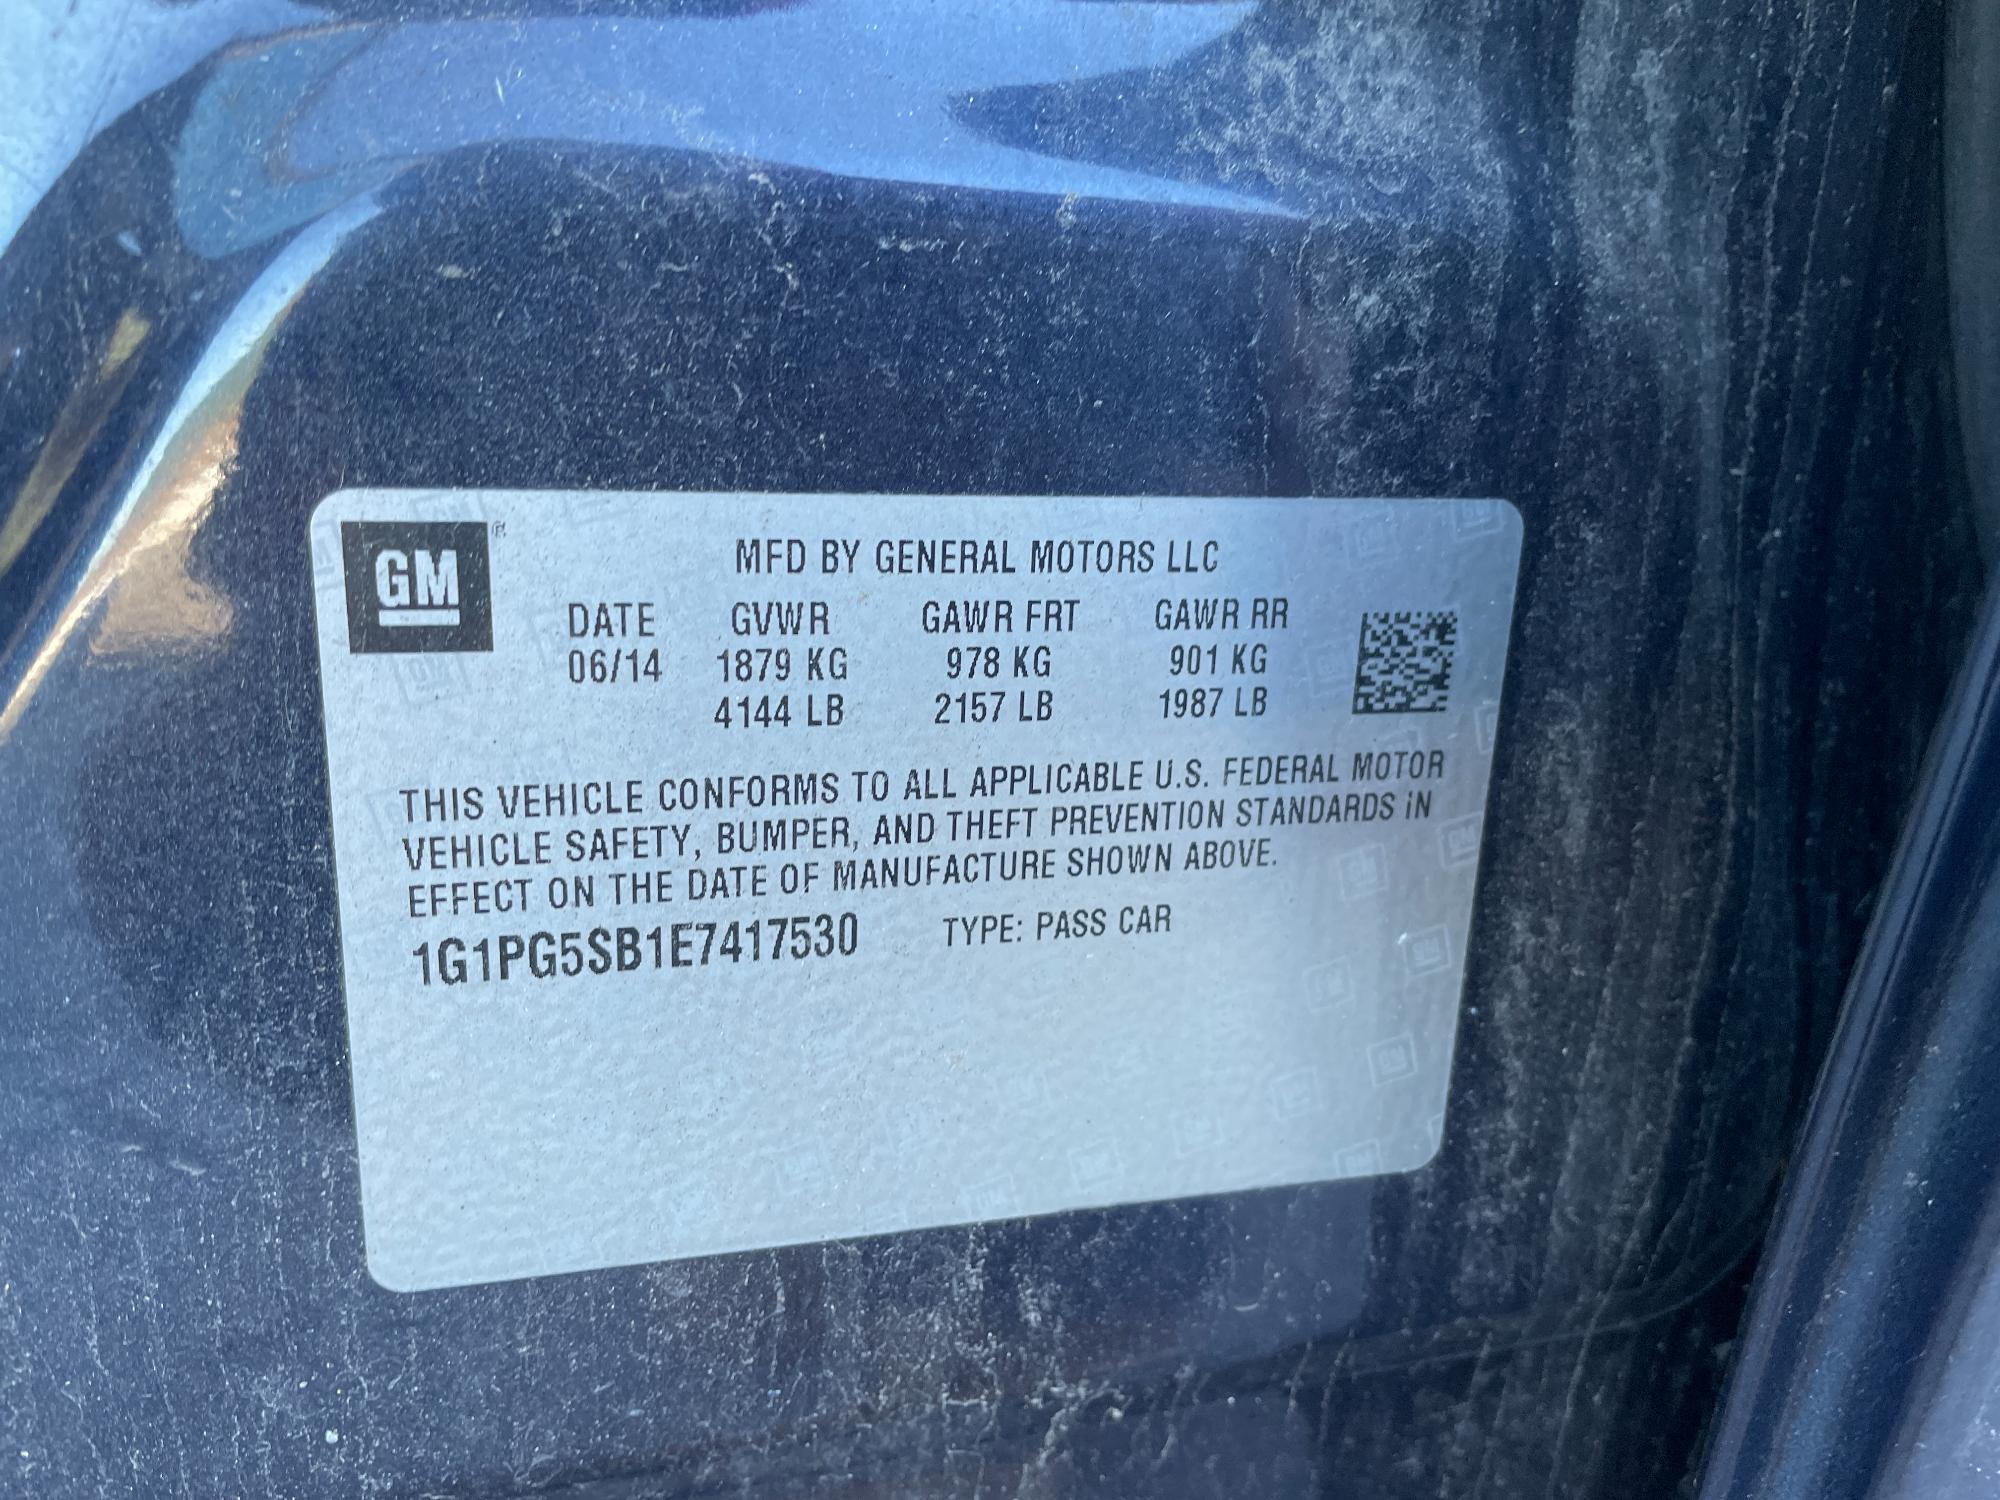 GM
MFD BY GENERAL MOTORS LLC
DATE GVWR GAWR FRT GAWR RR
06/14 1879 KG 978 KG 901 KG
4144 LB 2157 LB 1987 LB
THIS VEHICLE CONFORMS TO ALL APPLICABLE U.S. FEDERAL MOTOR
VEHICLE SAFETY, BUMPER, AND THEFT PREVENTION STANDARDS IN
EFFECT ON THE DATE OF MANUFACTURE SHOWN ABOVE.
1G1PG5SB1E7417530 TYPE: PASS CAR